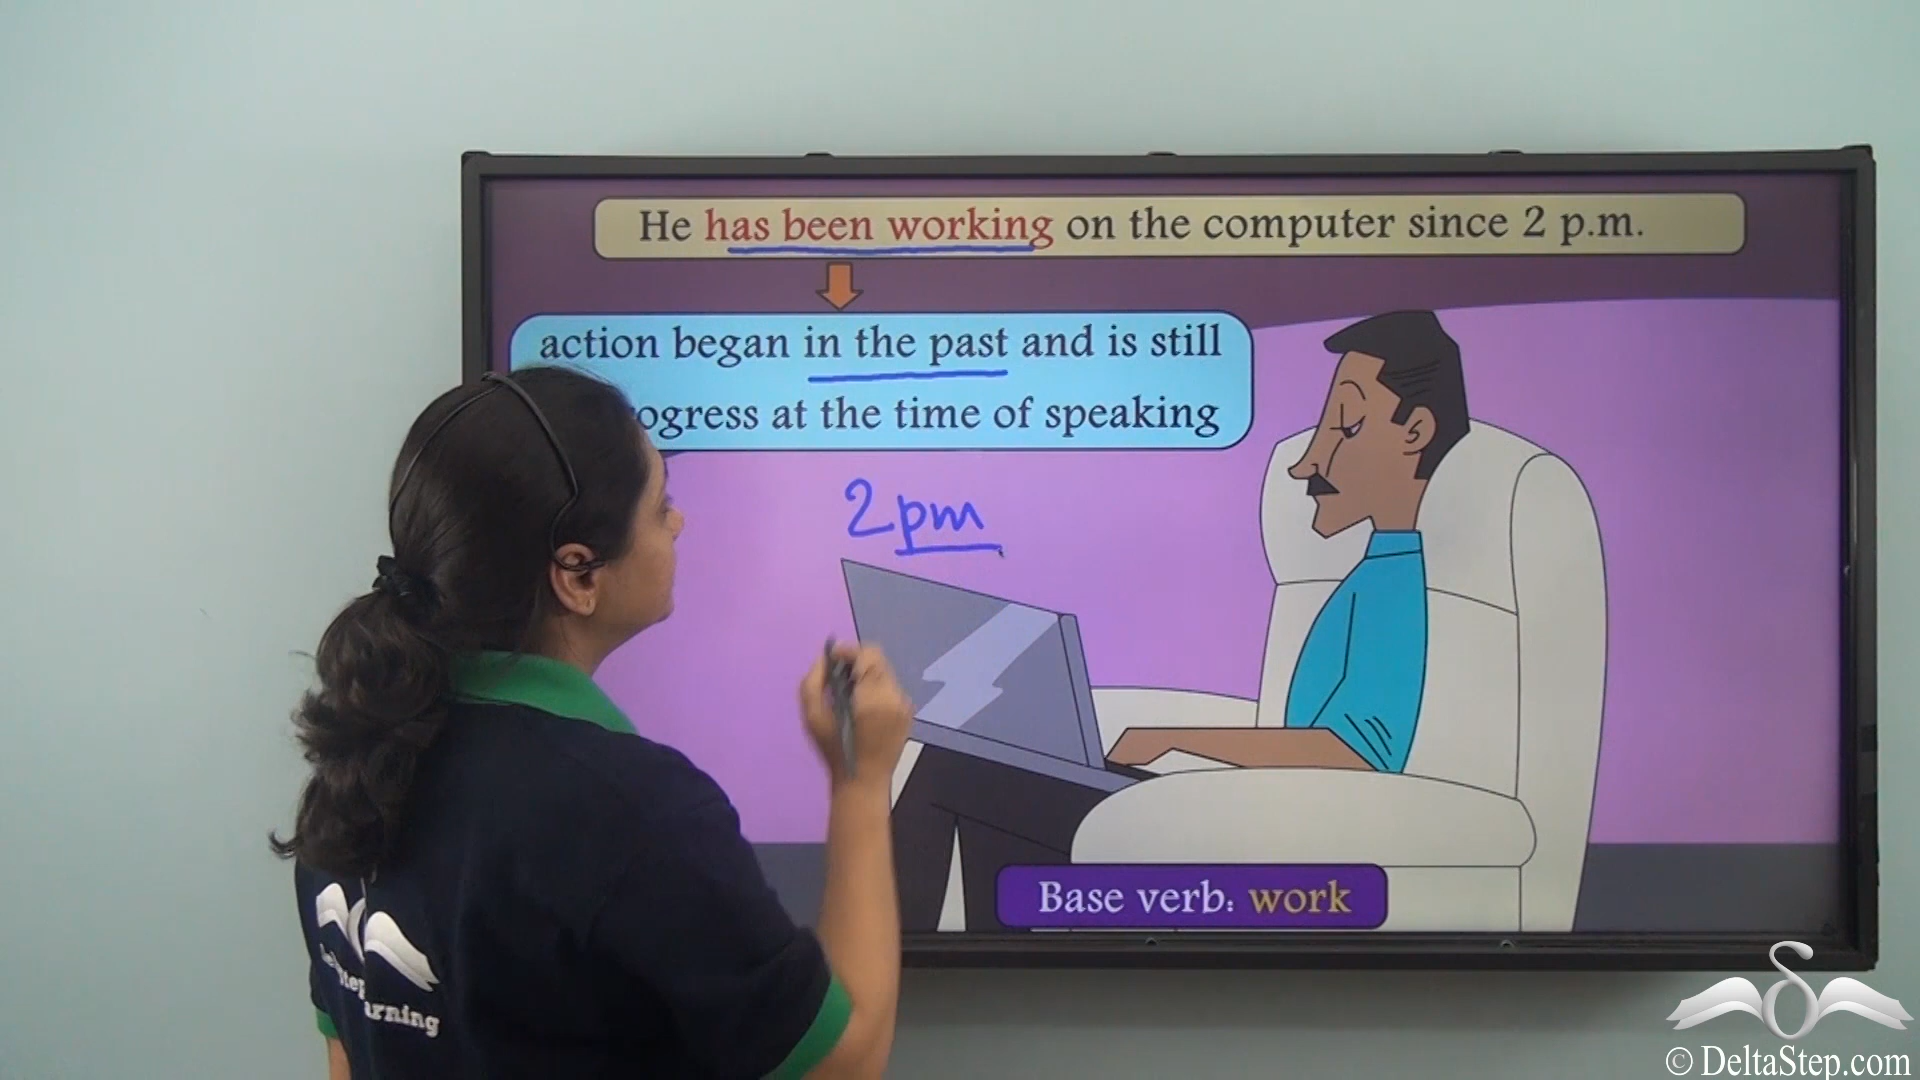 He has been working on the computer since 2 p.m.
action began in the past and is still
ogress at the time of speaking
2pm
Base verb: work
arning
© DeltaStep.com